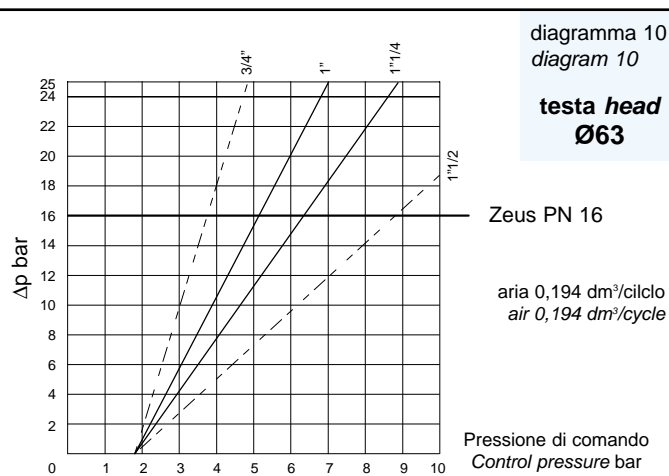 diagramma 10
diagram 10
testa head
Ø63
3/4”
1”
1”1/4
1”1/2
25
24
22
20
18
16
14
12
10
8
6
4
2
0
Δp bar
1 2 3 4 5 6 7 8 9 10
Zeus PN 16
aria 0,194 dm³/cilclo
air 0,194 dm³/cycle
Pressione di comando
Control pressure bar